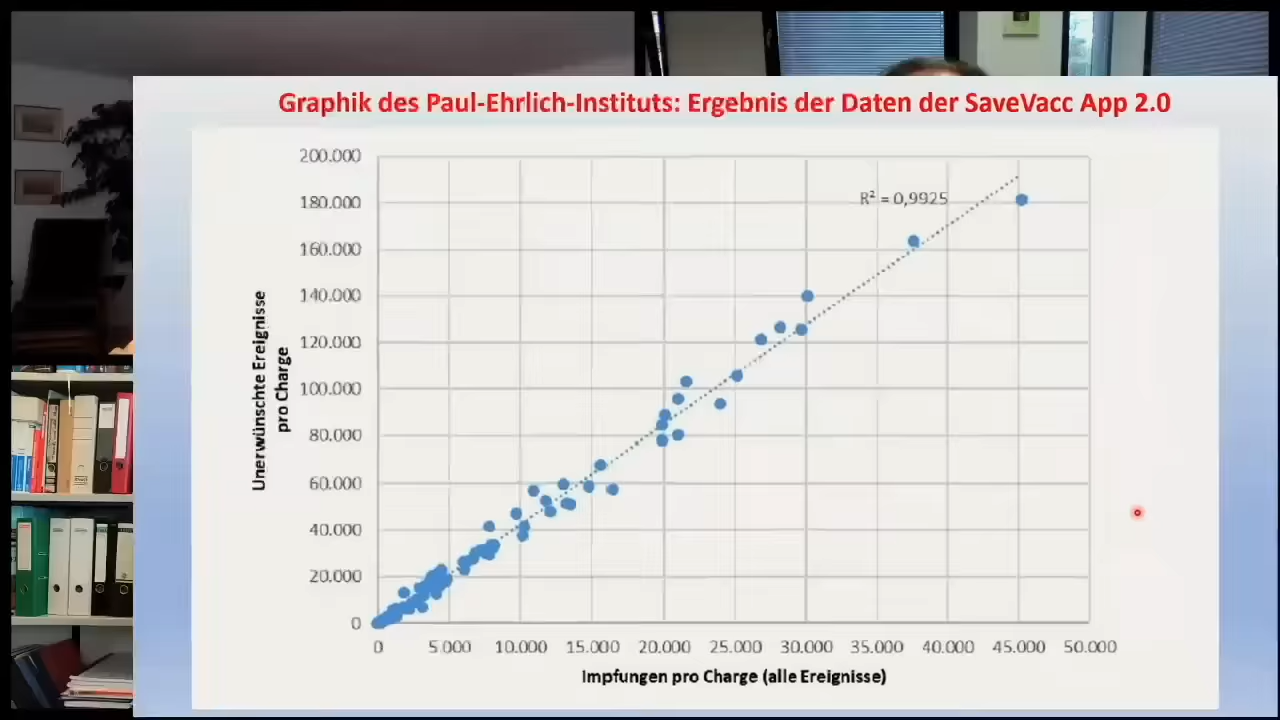 Graphik des Paul-Ehrlich-Instituts: Ergebnis der Daten der SaveVacc App 2.0
200.000
180.000
160.000
140.000
120.000
100.000
80.000
60.000
40.000
20.000
0
R² = 0,9925
Unerwünschte Ereignisse
pro Charge
0 5.000 10.000 15.000 20.000 25.000 30.000 35.000 40.000 45.000 50.000
Impfungen pro Charge (alle Ereignisse)